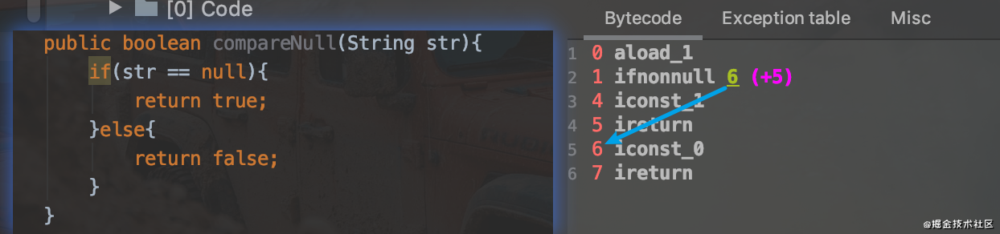 [0] Code
public boolean compareNull(String str){
if(str == null){
return true;
}else{
return false;
}
}
Bytecode Exception table Misc
1 0 aload_1
2 1 ifnonnull 6 (+5)
3 4 iconst_1
4 5 ireturn
5 6 iconst_0
6 7 ireturn
@掘金技术社区